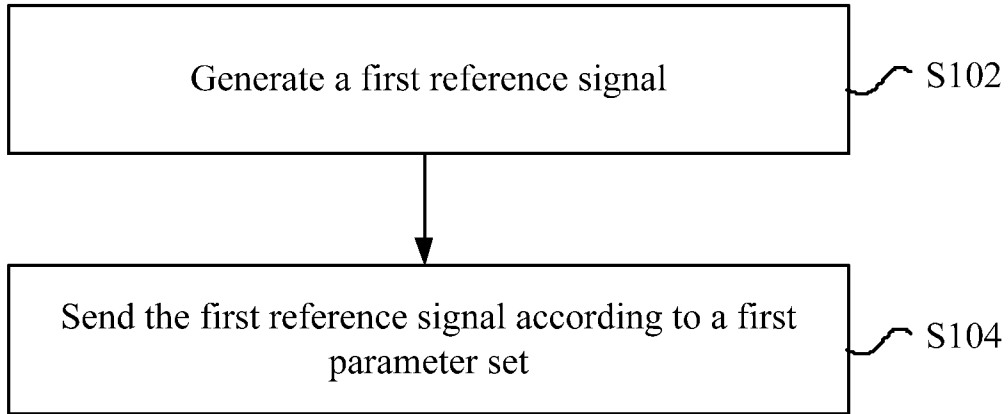 Generate a first reference signal
S102
Send the first reference signal according to a first
parameter set
S104